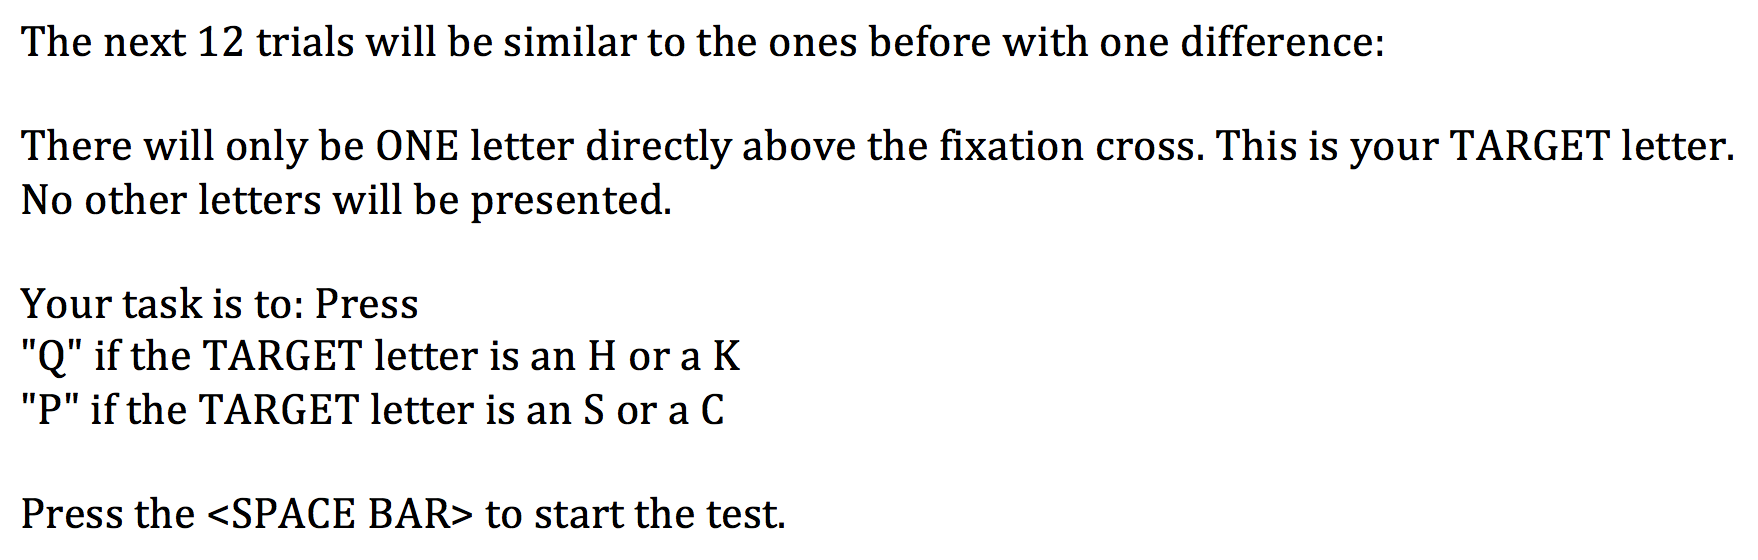 The next 12 trials will be similar to the ones before with one difference:
There will only be ONE letter directly above the fixation cross. This is your TARGET letter.
No other letters will be presented.
Your task is to: Press
"Q" if the TARGET letter is an H or a K
"P" if the TARGET letter is an S or a C
Press the <SPACE BAR> to start the test.